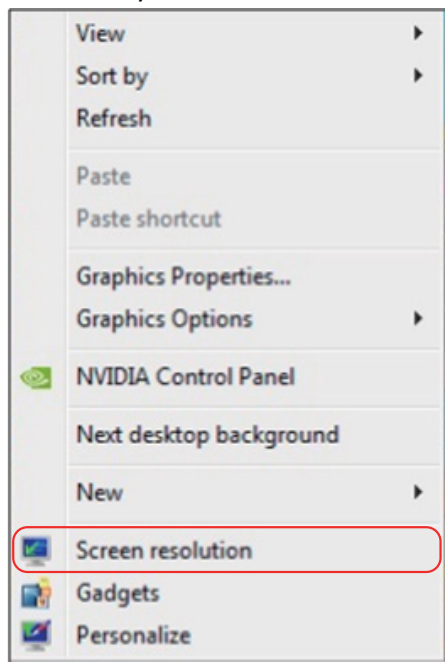 View
Sort by
Refresh
Paste
Paste shortcut
Graphics Properties...
Graphics Options
NVIDIA Control Panel
Next desktop background
New
Screen resolution
Gadgets
Personalize